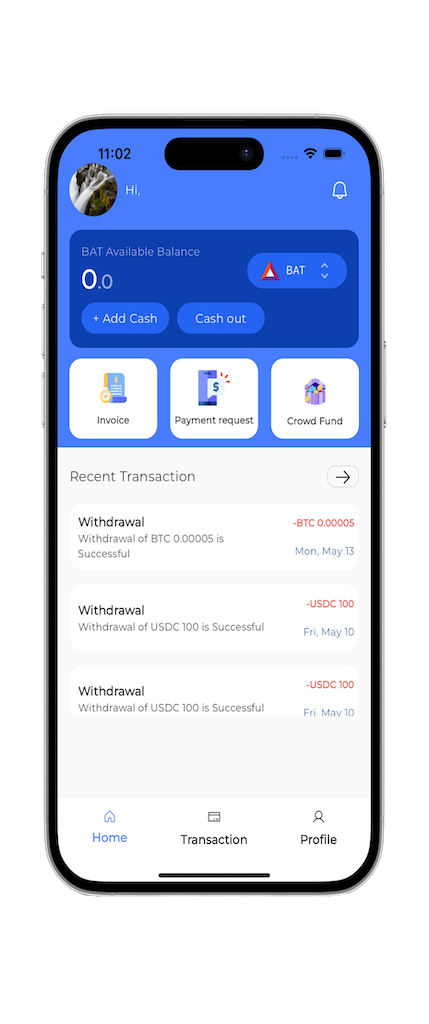 11:02
Hi,
BAT Available Balance
0.0
BAT
+ Add Cash
Cash out
Invoice
Payment request
Crowd Fund
Recent Transaction
Withdrawal
-BTC 0.00005
Withdrawal of BTC 0.00005 is
Successful
Mon, May 13
Withdrawal
-USDC 100
Withdrawal of USDC 100 is Successful
Fri, May 10
Withdrawal
-USDC 100
Withdrawal of USDC 100 is Successful
Fri, May 10
Home
Transaction
Profile